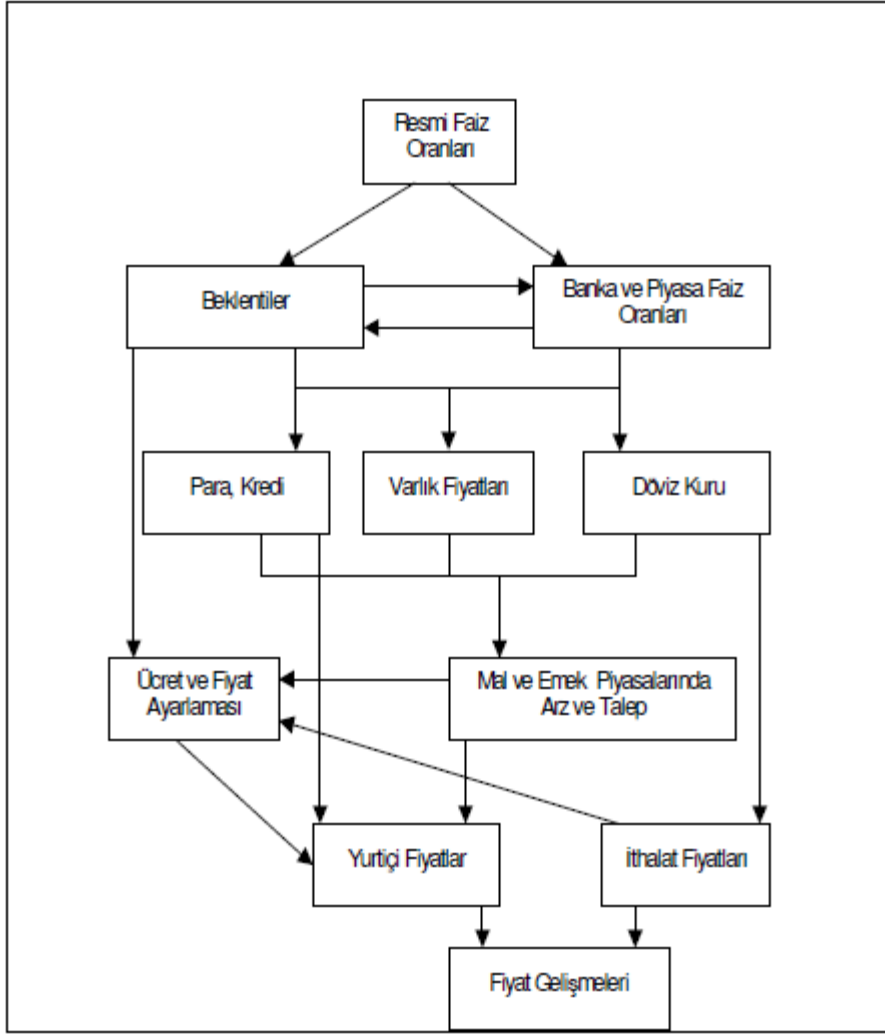 Resmi Faiz
Oranları
Beklentiler
Banka ve Piyasa Faiz
Oranları
Para, Kredi
Varlık Fiyatları
Döviz Kuru
Ücret ve Fiyat
Ayarlaması
Mal ve Emek Piyasalarında
Arz ve Talep
Yurtiçi Fiyatlar
İthalat Fiyatları
Fiyat Gelişmeleri